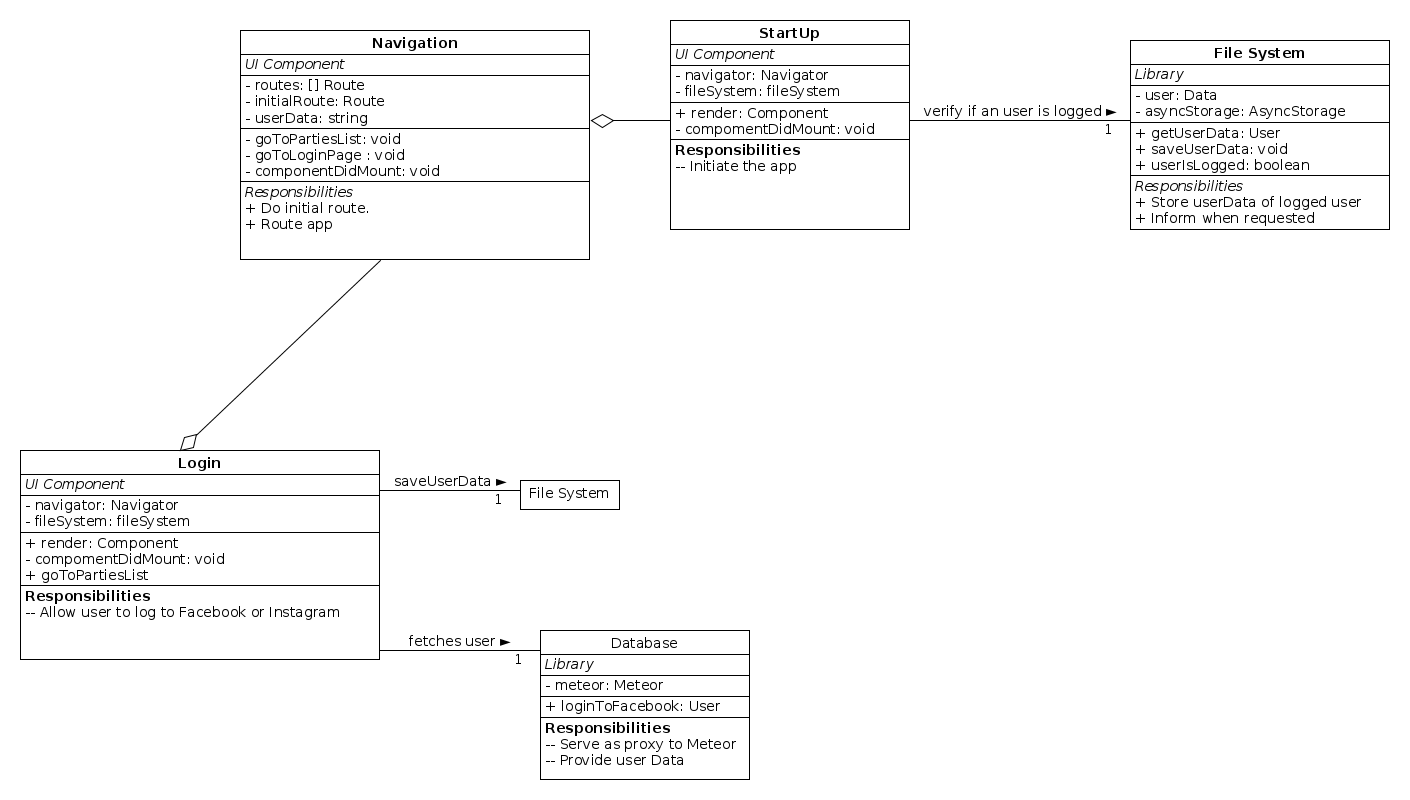 Navigation
UI Component
- routes: [] Route
- initialRoute: Route
- userData: string
- goToPartiesList: void
- goToLoginPage : void
- componentDidMount: void
Responsibilities
+ Do initial route.
+ Route app
StartUp
UI Component
- navigator: Navigator
- fileSystem: fileSystem
+ render: Component
- compomentDidMount: void
Responsibilities
-- Initiate the app
verify if an user is logged ►
1
File System
Library
- user: Data
- asyncStorage: AsyncStorage
+ getUserData: User
+ saveUserData: void
+ userIsLogged: boolean
Responsibilities
+ Store userData of logged user
+ Inform when requested
Login
UI Component
- navigator: Navigator
- fileSystem: fileSystem
+ render: Component
- compomentDidMount: void
+ goToPartiesList
Responsibilities
-- Allow user to log to Facebook or Instagram
saveUserData ►
1
File System
fetches user ►
1
Database
Library
- meteor: Meteor
+ loginToFacebook: User
Responsibilities
-- Serve as proxy to Meteor
-- Provide user Data